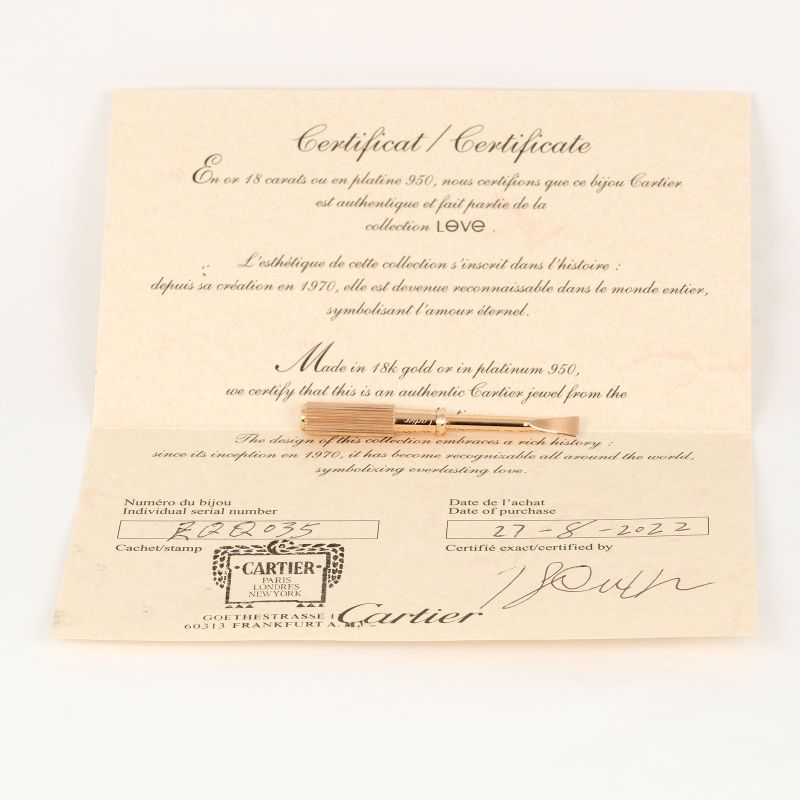 Certificat / Certificate
En or 18 carats ou en platine 950, nous certifions que ce bijou Cartier
est authentique et fait partie de la
collection LOVE .
L'esthétique de cette collection s'inscrit dans l'histoire :
depuis sa création en 1970, elle est devenue reconnaissable dans le monde entier,
symbolisant l'amour éternel.
Made in 18k gold or in platinum 950,
we certify that this is an authentic Cartier jewel from the
Cartier
The design of this collection embraces a rich history :
since its inception en 1970, it has become recognizable all around the world,
symbolizing everlasting love.
Numéro du bijou
Individual serial number
Date de l'achat
Date of purchase
27-8-2022
Cachet/stamp
Certifié exact/certified by
CARTIER
PARIS
LONDRES
NEW YORK
GOETHESTRASSE
60313 FRANKFURT A. M.
Cartier